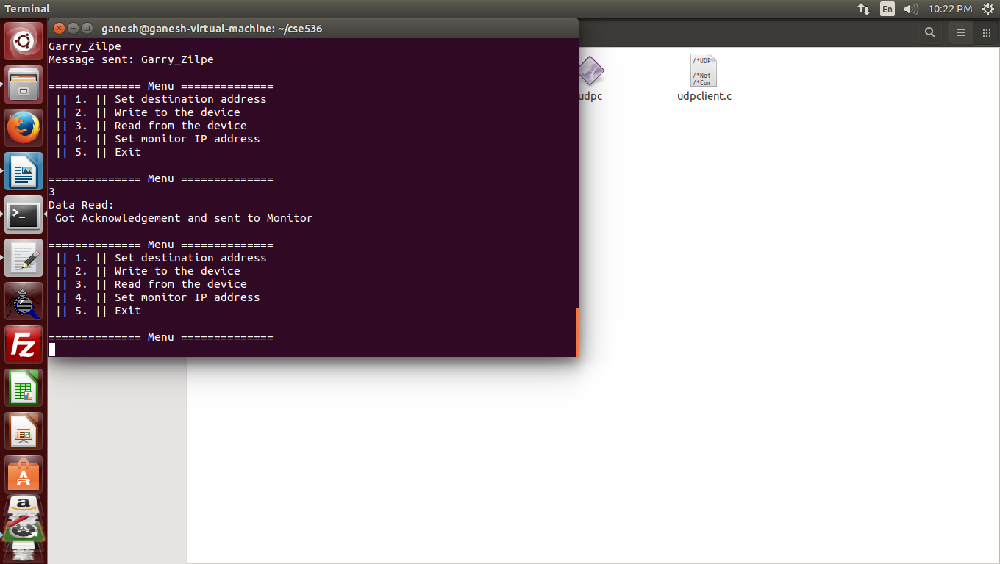 Terminal
En
10:22 PM
ganesh@ganesh-virtual-machine: ~/cse536
Garry_Zilpe
Message sent: Garry_Zilpe
============== Menu ==============
|| 1. || Set destination address
|| 2. || Write to the device
|| 3. || Read from the device
|| 4. || Set monitor IP address
|| 5. || Exit
============== Menu ==============
3
Data Read:
Got Acknowledgement and sent to Monitor
============== Menu ==============
|| 1. || Set destination address
|| 2. || Write to the device
|| 3. || Read from the device
|| 4. || Set monitor IP address
|| 5. || Exit
============== Menu ==============
udpc
/*UDP
/*Not
/*Com
udpclient.c
>_
Fz
A
a
A